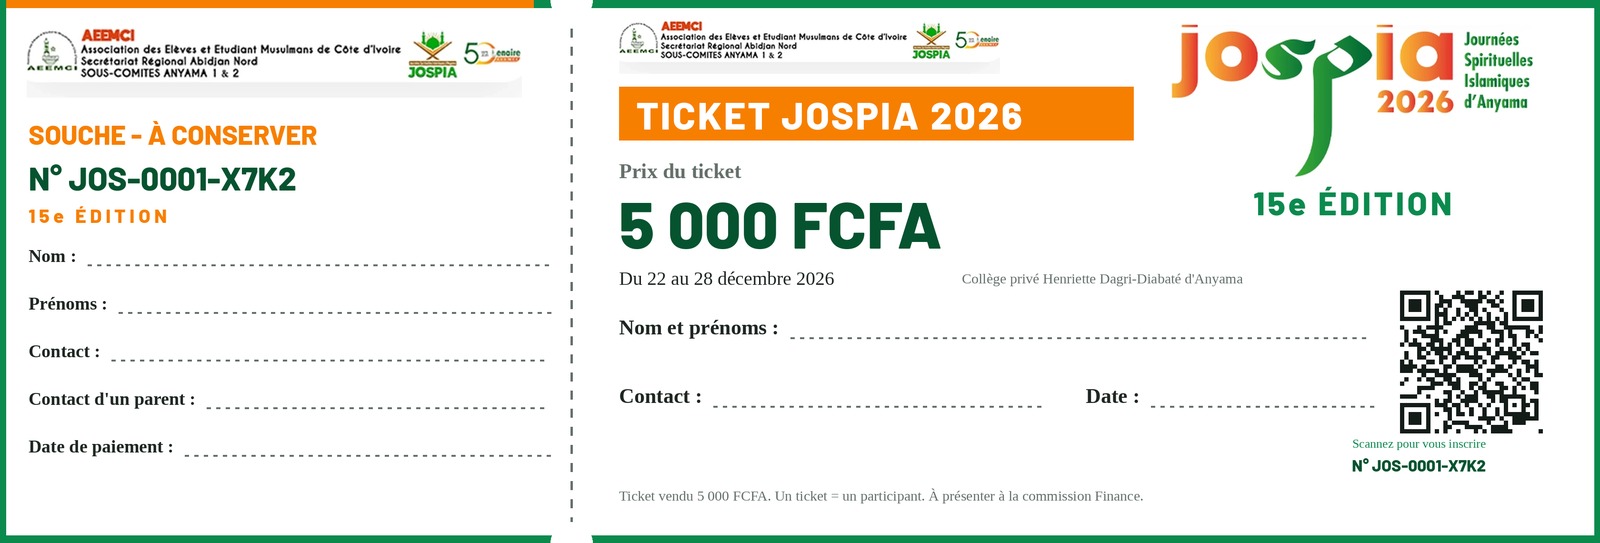 AEEMCI
Association des Elèves et Etudiant Musulmans de Côte d'Ivoire
Secrétariat Régional Abidjan Nord
SOUS-COMITES ANYAMA 1 & 2
AEEMCI
JOSPIA
50enaire
SOUCHE - À CONSERVER
N° JOS-0001-X7K2
15e ÉDITION
Nom :
Prénoms :
Contact :
Contact d'un parent :
Date de paiement :
AEEMCI
Association des Elèves et Etudiant Musulmans de Côte d'Ivoire
Secrétariat Régional Abidjan Nord
SOUS-COMITES ANYAMA 1 & 2
AEEMCI
JOSPIA
50enaire
TICKET JOSPIA 2026
Prix du ticket
5 000 FCFA
Du 22 au 28 décembre 2026
Collège privé Henriette Dagri-Diabaté d'Anyama
Nom et prénoms :
Contact :
Date :
Ticket vendu 5 000 FCFA. Un ticket = un participant. À présenter à la commission Finance.
jospia
2026
Journées
Spirituelles
Islamiques
d'Anyama
15e ÉDITION
Scannez pour vous inscrire
N° JOS-0001-X7K2